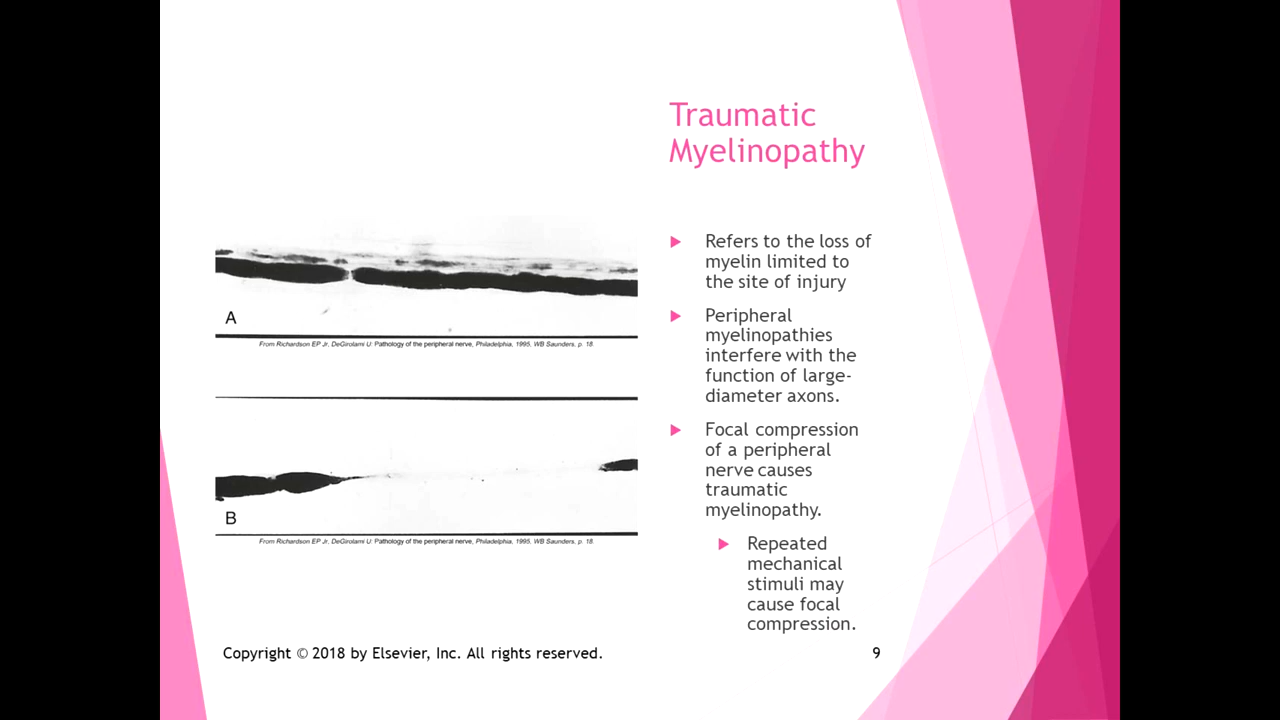 Traumatic
Myelinopathy
A
From Richardson EP Jr, DeGirolami U: Pathology of the peripheral nerve, Philadelphia, 1995, WB Saunders, p. 18.
B
From Richardson EP Jr, DeGirolami U: Pathology of the peripheral nerve, Philadelphia, 1995, WB Saunders, p. 18.
Refers to the loss of
myelin limited to
the site of injury
Peripheral
myelinopathies
interfere with the
function of large-
diameter axons.
Focal compression
of a peripheral
nerve causes
traumatic
myelinopathy.
Repeated
mechanical
stimuli may
cause focal
compression.
Copyright © 2018 by Elsevier, Inc. All rights reserved.
9